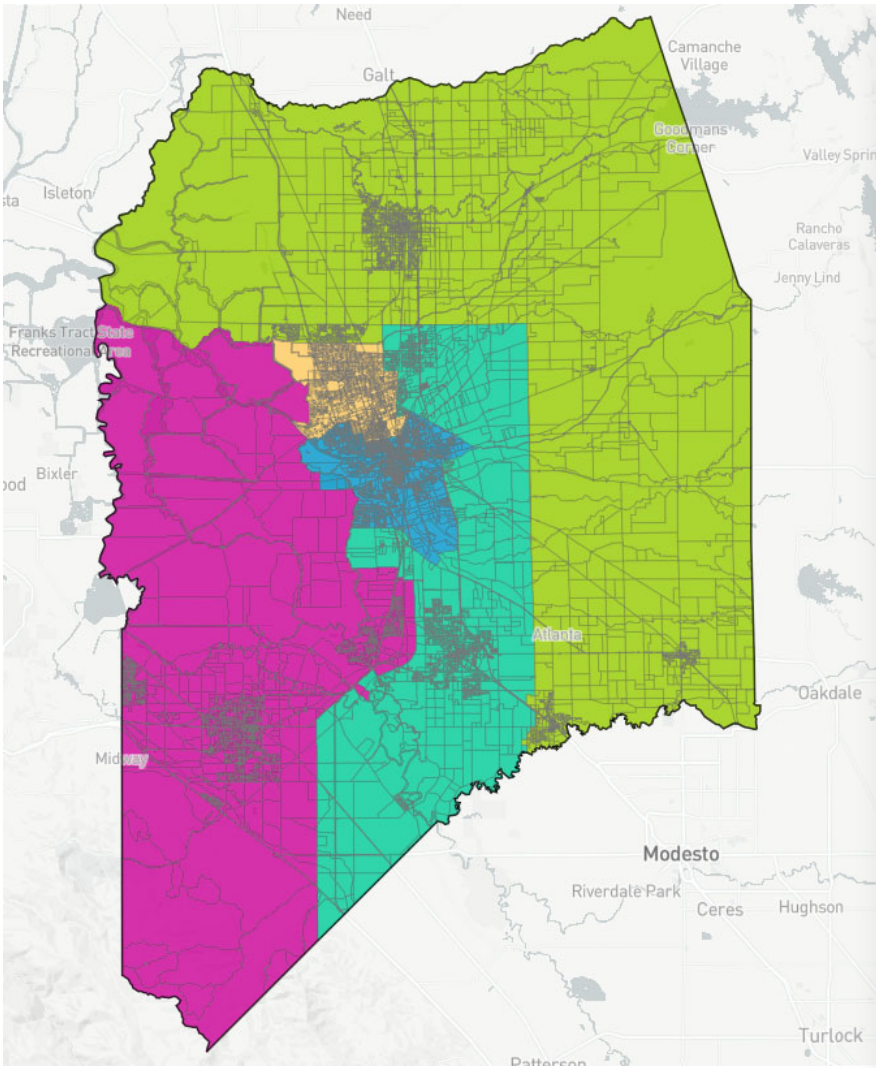 Need
Galt
Camanche
Village
Goodmans
Corner
Valley Sprin
Isleton
sta
Rancho
Calaveras
Jenny Lind
Franks Tract State
Recreational Area
Bixler
ood
Atlanta
Oakdale
Midway
Modesto
Riverdale Park
Ceres
Hughson
Turlock
Patterson